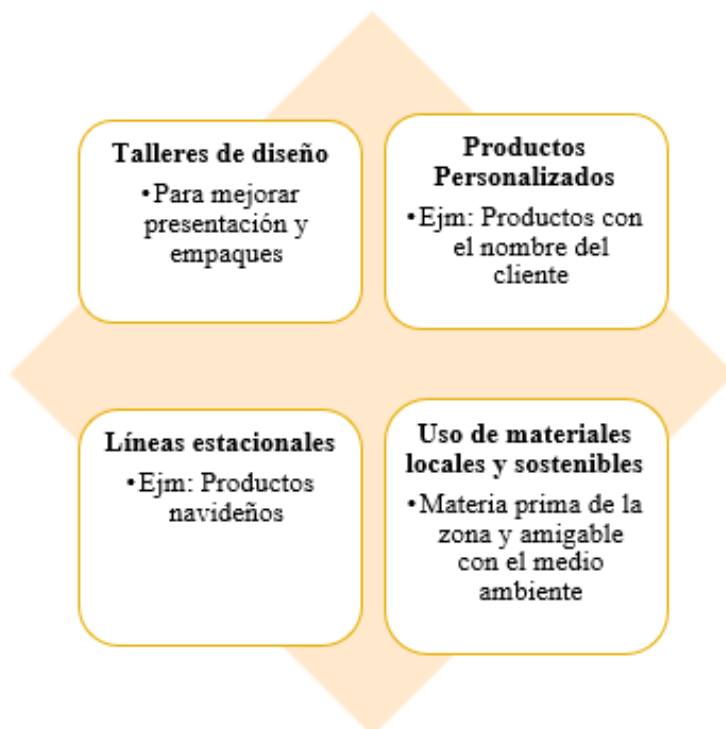 Talleres de diseño
•Para mejorar
presentación y
empaques
Productos
Personalizados
•Ejm: Productos con
el nombre del
cliente
Líneas estacionales
•Ejm: Productos
navideños
Uso de materiales
locales y sostenibles
•Materia prima de la
zona y amigable
con el medio
ambiente